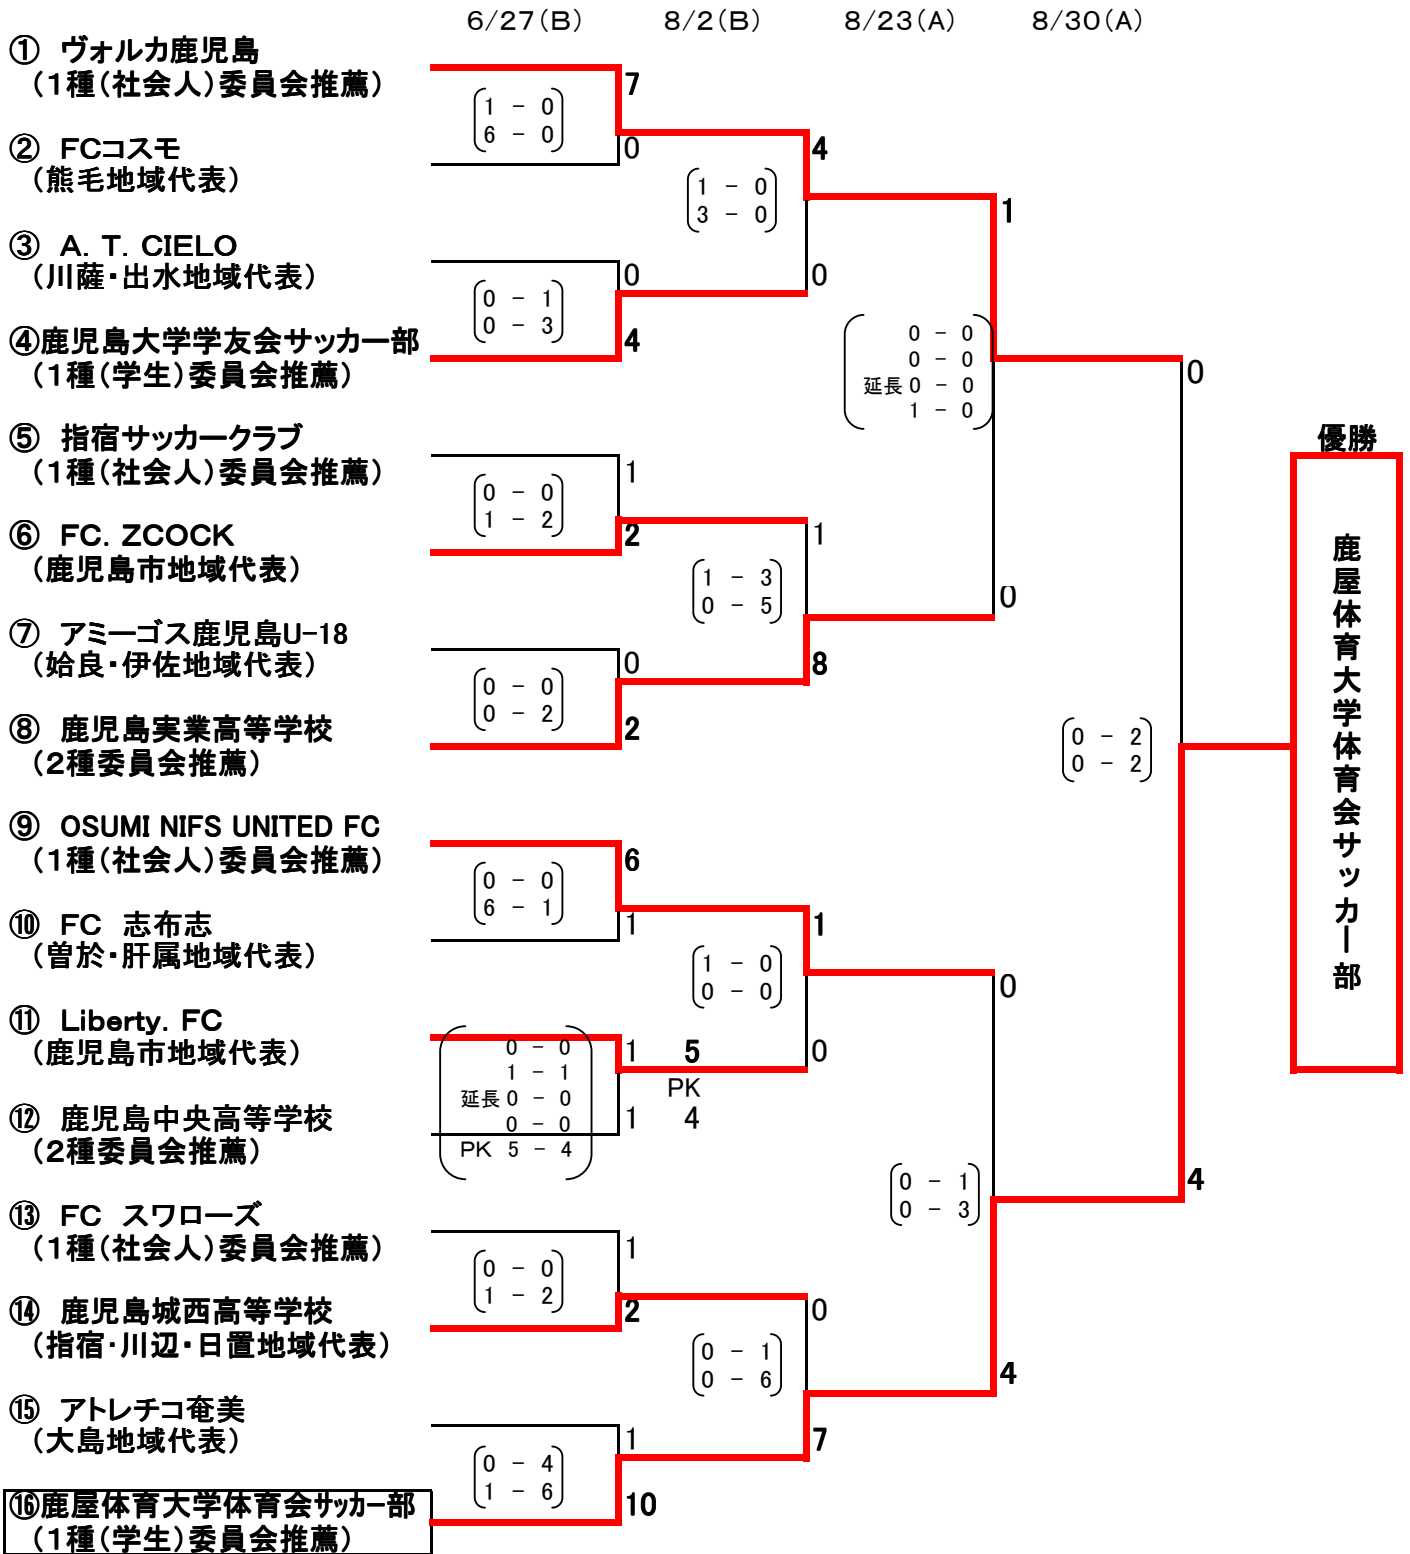 6/27(B)　8/2(B)　8/23(A)　8/30(A)
① ヴォルカ鹿児島
（1種（社会人）委員会推薦）
7
1 - 0
6 - 0
② FCコスモ
（熊毛地域代表）
0
4
1 - 0
3 - 0
1
③ A. T. CIELO
（川薩・出水地域代表）
0
0
0 - 1
0 - 3
④鹿児島大学学友会サッカー部
（1種（学生）委員会推薦）
4
0 - 0
0 - 0
延長 0 - 0
1 - 0
0
⑤ 指宿サッカークラブ
（1種（社会人）委員会推薦）
1
0 - 0
1 - 2
⑥ FC. ZCOCK
（鹿児島市地域代表）
2
1
1 - 3
0 - 5
0
⑦ アミーゴス鹿児島U-18
（姶良・伊佐地域代表）
0
8
0 - 0
0 - 2
⑧ 鹿児島実業高等学校
（2種委員会推薦）
2
0 - 2
0 - 2
優勝
鹿屋体育大学体育会サッカー部
⑨ OSUMI NIFS UNITED FC
（1種（社会人）委員会推薦）
6
0 - 0
6 - 1
⑩ FC 志布志
（曽於・肝属地域代表）
1
1
1 - 0
0 - 0
0
⑪ Liberty. FC
（鹿児島市地域代表）
1
5
0
0 - 0
1 - 1
延長 0 - 0
0 - 0
PK 5 - 4
PK
⑫ 鹿児島中央高等学校
（2種委員会推薦）
1
4
0 - 1
0 - 3
4
⑬ FC スワローズ
（1種（社会人）委員会推薦）
1
0 - 0
1 - 2
⑭ 鹿児島城西高等学校
（指宿・川辺・日置地域代表）
2
0
0 - 1
0 - 6
4
⑮ アトレチコ奄美
（大島地域代表）
1
7
0 - 4
1 - 6
⑯鹿屋体育大学体育会サッカー部
（1種（学生）委員会推薦）
10